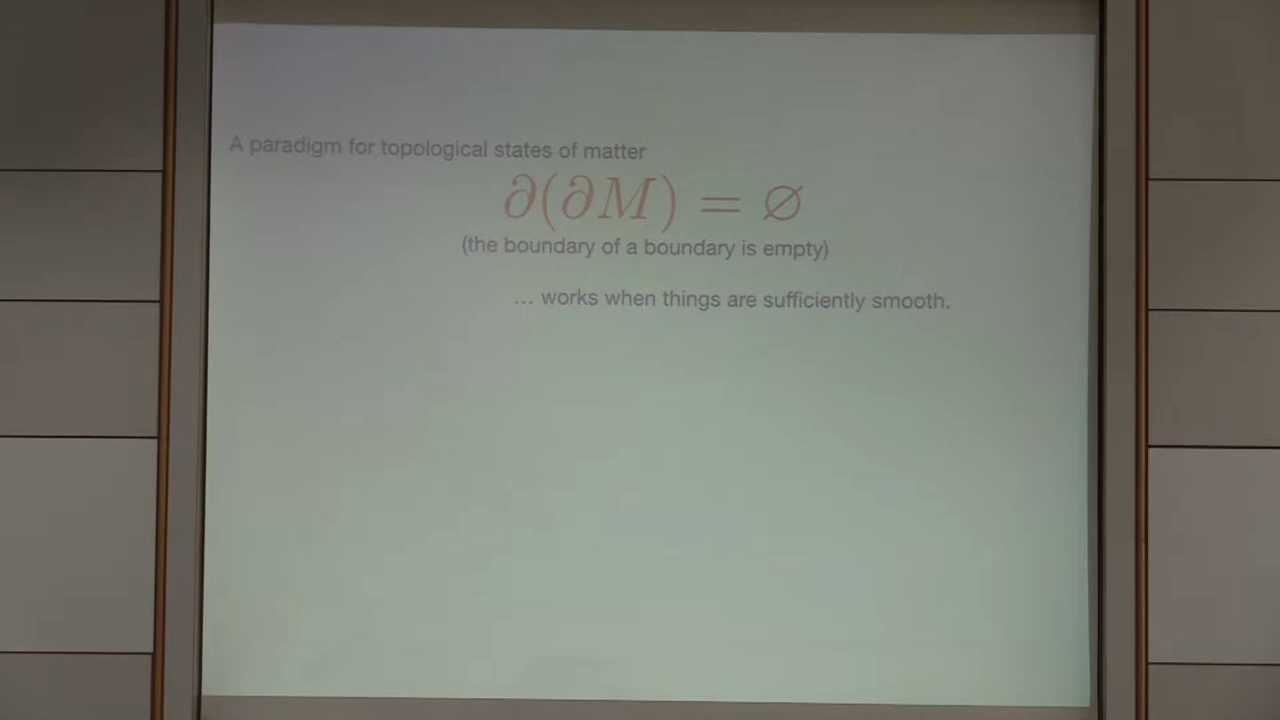 A paradigm for topological states of matter
∂(∂M) = ∅
(the boundary of a boundary is empty)
... works when things are sufficiently smooth.